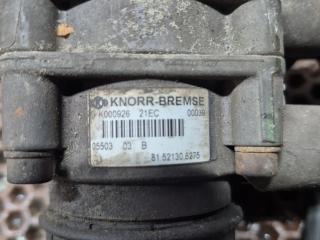 KNORR-BREMSE
K000926 21EC 00039
05503 03 B
81.52130.6275